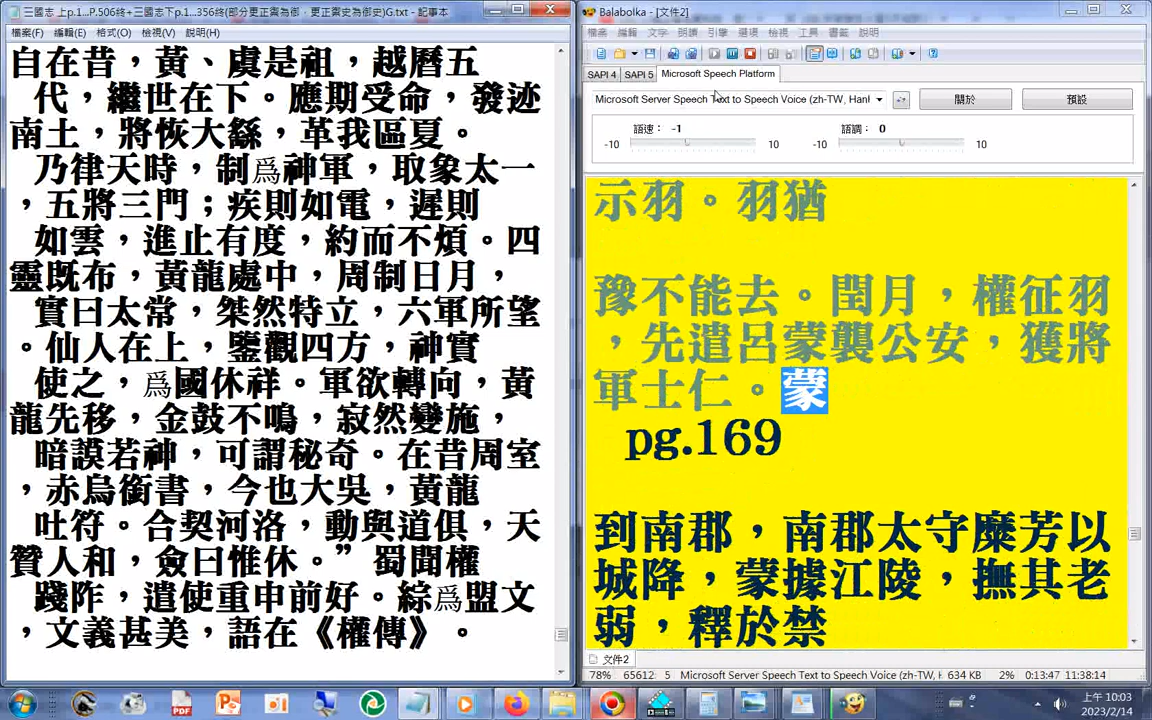 三國志 上p.1...P.506終+三國志下p.1...356終(部分更正禦為御，更正禦史為御史)G.txt - 記事本
檔案(F) 編輯(E) 格式(O) 檢視(V) 說明(H)
自在昔，黃、虞是祖，越曆五
代，繼世在下。應期受命，發迹
南土，將恢大繇，革我區夏。
乃律天時，制爲神軍，取象太一
，五將三門；疾則如電，遲則
如雲，進止有度，約而不煩。四
靈既布，黃龍處中，周制日月，
實曰太常，桀然特立，六軍所望
。仙人在上，鑒觀四方，神實
使之，爲國休祥。軍欲轉向，黃
龍先移，金鼓不鳴，寂然變施，
暗謨若神，可謂秘奇。在昔周室
，赤烏銜書，今也大吳，黃龍
吐符。合契河洛，動與道俱，天
贊人和，僉曰惟休。” 蜀聞權
踐阼，遣使重申前好。綜爲盟文
，文義甚美，語在《權傳》。
Balabolka - [文件2]
檔案 編輯 文字 朗讀 引擎 選項 檢視 工具 書籤 說明
SAPI 4 SAPI 5 Microsoft Speech Platform
Microsoft Server Speech Text to Speech Voice (zh-TW, Hanl 關於 預設
語速： -1 語調： 0
-10 10 -10 10
示羽。羽猶
豫不能去。閏月，權征羽
，先遣呂蒙襲公安，獲將
軍士仁。蒙
pg.169
到南郡，南郡太守糜芳以
城降，蒙據江陵，撫其老
弱，釋於禁
文件2
78% 65612: 5 Microsoft Server Speech Text to Speech Voice (zh-TW, H 634 KB 2% 0:13:47 11:38:14
上午 10:03
2023/2/14